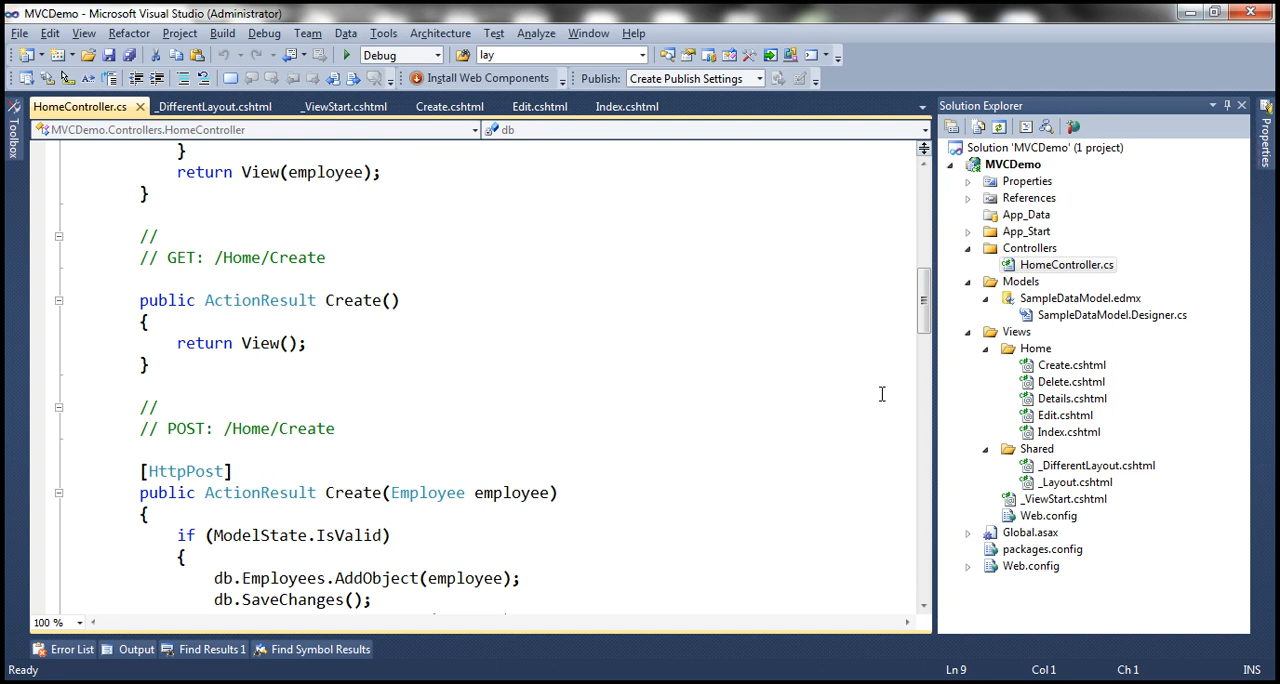 MVCDemo - Microsoft Visual Studio (Administrator)
File Edit View Refactor Project Build Debug Team Data Tools Architecture Test Analyze Window Help
Debug lay
Install Web Components Publish: Create Publish Settings
Toolbox
HomeController.cs _DifferentLayout.cshtml _ViewStart.cshtml Create.cshtml Edit.cshtml Index.cshtml
MVCDemo.Controllers.HomeController db
}
return View(employee);
}
//
// GET: /Home/Create
public ActionResult Create()
{
return View();
}
//
// POST: /Home/Create
[HttpPost]
public ActionResult Create(Employee employee)
{
if (ModelState.IsValid)
{
db.Employees.AddObject(employee);
db.SaveChanges();
100 %
Solution Explorer
Solution 'MVCDemo' (1 project)
MVCDemo
Properties
References
App_Data
App_Start
Controllers
HomeController.cs
Models
SampleDataModel.edmx
SampleDataModel.Designer.cs
Views
Home
Create.cshtml
Delete.cshtml
Details.cshtml
Edit.cshtml
Index.cshtml
Shared
_DifferentLayout.cshtml
_Layout.cshtml
_ViewStart.cshtml
Web.config
Global.asax
packages.config
Web.config
Properties
Error List Output Find Results 1 Find Symbol Results
Ready Ln 9 Col 1 Ch 1 INS